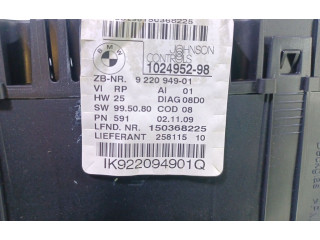 BMW
JOHNSON
CONTROLS
1024952-98
ZB-NR. 9 220 949-01
VI RP AI 01
HW 25 DIAG 08D0
SW 99.50.80 COD 08
PN 591 02.11.09
LFND. NR. 150368225
LIEFERANT 258115 10
IK922094901Q